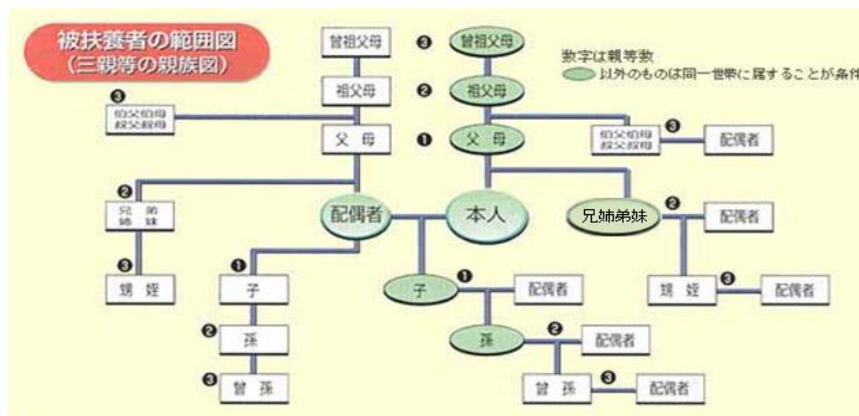 被扶養者の範囲図
(三親等の親族図)
曾祖父母
❸
曾祖父母
数字は親等数
以外のものは同一世帯に属することが条件
祖父母
❷
祖父母
❸
伯父伯母
叔父叔母
父母
❶
父母
伯父伯母
叔父叔母
❸
配偶者
❷
兄弟
姉妹
配偶者
本人
兄姉弟妹
❷
配偶者
❸
甥姪
❶
子
子
❶
配偶者
甥姪
❸
配偶者
❷
孫
孫
❷
配偶者
❸
曾孫
曾孫
❸
配偶者